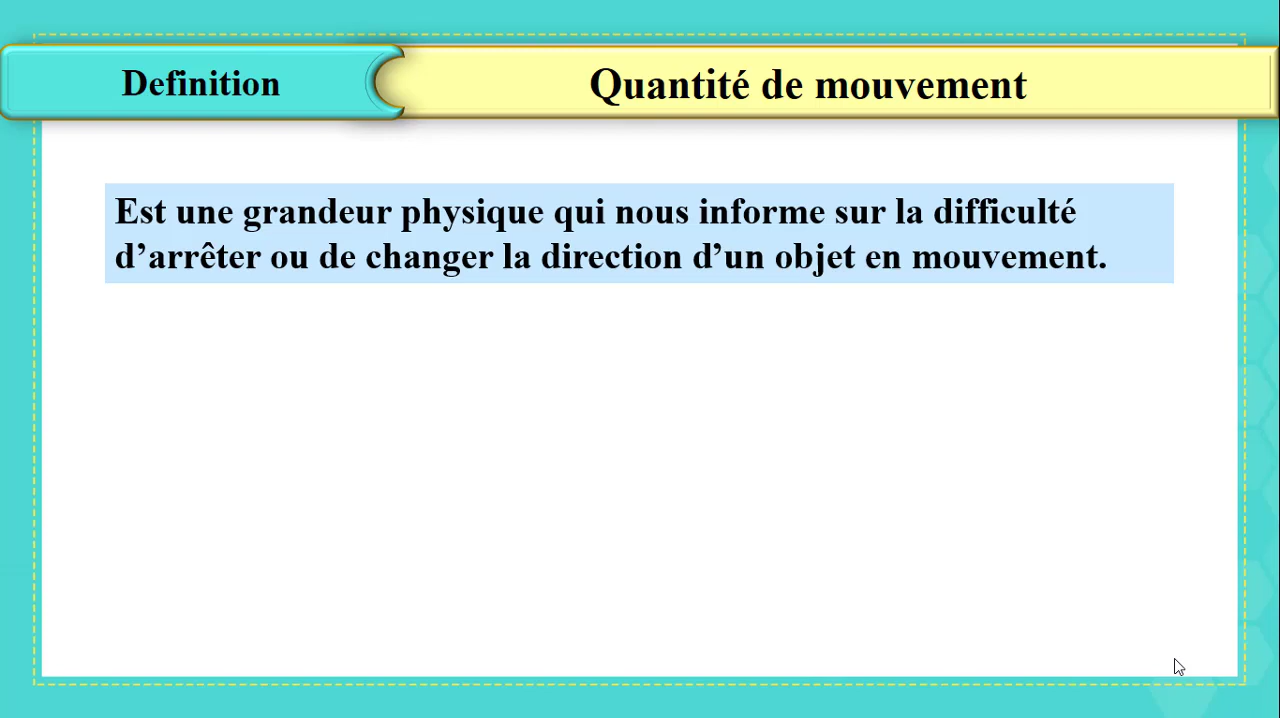 Definition
Quantité de mouvement
Est une grandeur physique qui nous informe sur la difficulté
d’arrêter ou de changer la direction d’un objet en mouvement.